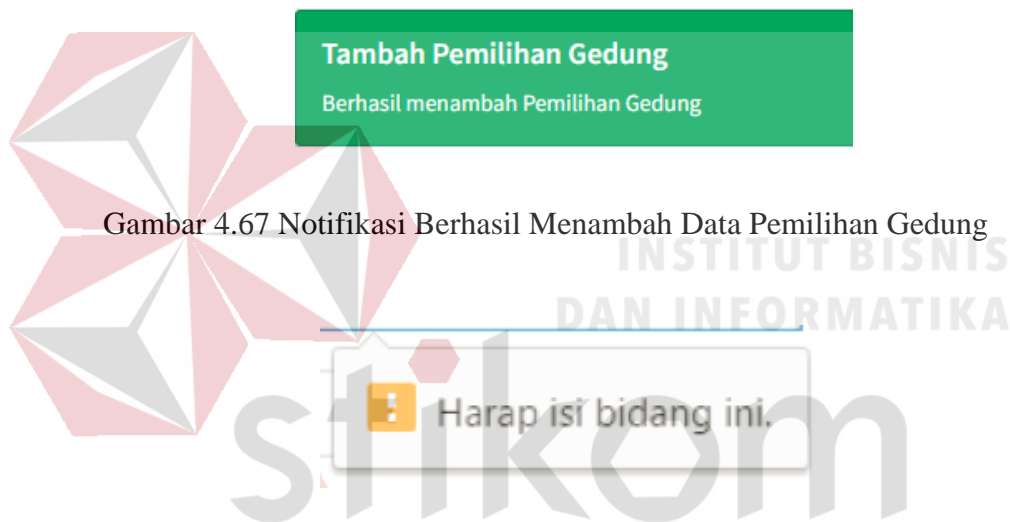 Tambah Pemilihan Gedung
Berhasil menambah Pemilihan Gedung
Gambar 4.67 Notifikasi Berhasil Menambah Data Pemilihan Gedung
INSTITUT BISNIS
DAN INFORMATIKA
Harap isi bidang ini.
stikom